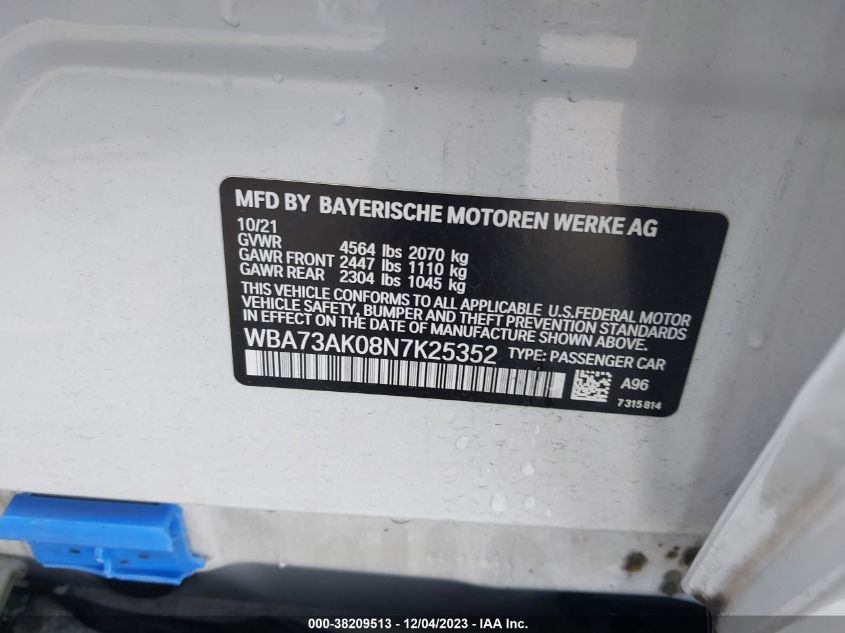 MFD BY BAYERISCHE MOTOREN WERKE AG
10/21
GVWR 4564 lbs 2070 kg
GAWR FRONT 2447 lbs 1110 kg
GAWR REAR 2304 lbs 1045 kg
THIS VEHICLE CONFORMS TO ALL APPLICABLE U.S.FEDERAL MOTOR
VEHICLE SAFETY, BUMPER AND THEFT PREVENTION STANDARDS
IN EFFECT ON THE DATE OF MANUFACTURE SHOWN ABOVE.
WBA73AK08N7K25352 TYPE: PASSENGER CAR
A96
7315814
000-38209513 - 12/04/2023 - IAA Inc.